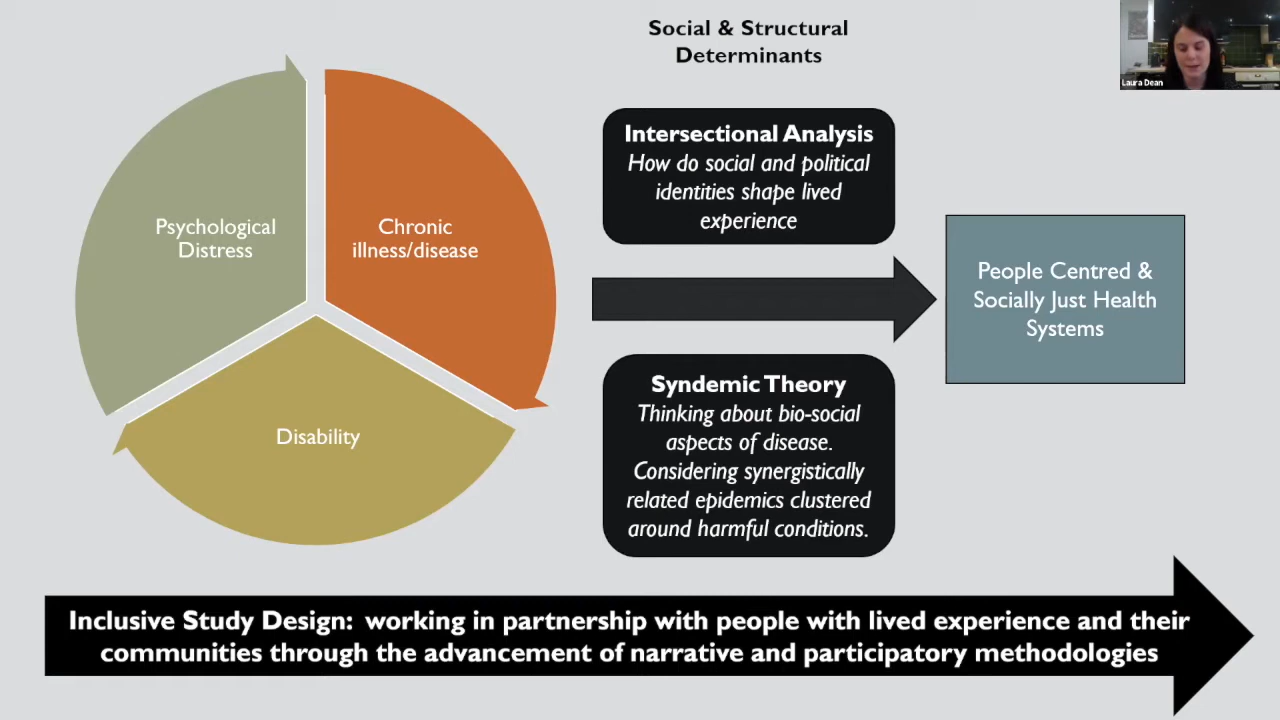 Social & Structural
Determinants
Laura Dean
Psychological
Distress
Chronic
illness/disease
Disability
Intersectional Analysis
How do social and political
identities shape lived
experience
Syndemic Theory
Thinking about bio-social
aspects of disease.
Considering synergistically
related epidemics clustered
around harmful conditions.
People Centred &
Socially Just Health
Systems
Inclusive Study Design: working in partnership with people with lived experience and their
communities through the advancement of narrative and participatory methodologies